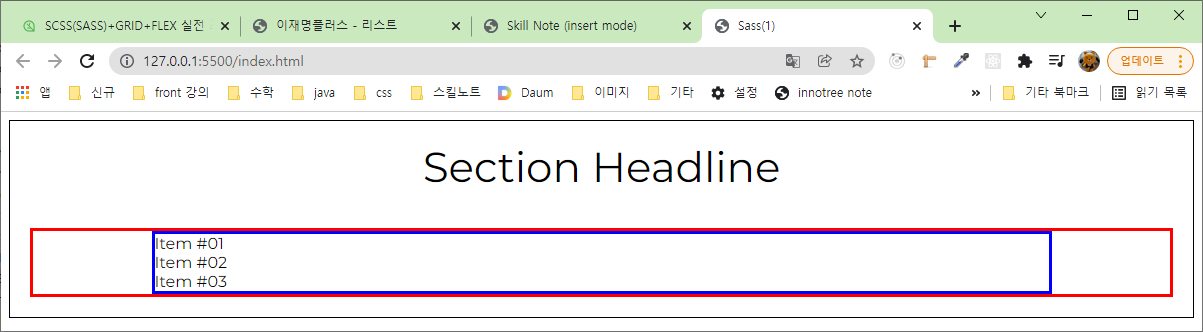 SCSS(SASS)+GRID+FLEX 실전
이재명플러스 - 리스트
Skill Note (insert mode)
Sass(1)
127.0.0.1:5500/index.html
업데이트
앱
신규
front 강의
수학
java
css
스킬노트
Daum
이미지
기타
설정
innotree note
»
기타 북마크
읽기 목록
Section Headline
Item #01
Item #02
Item #03